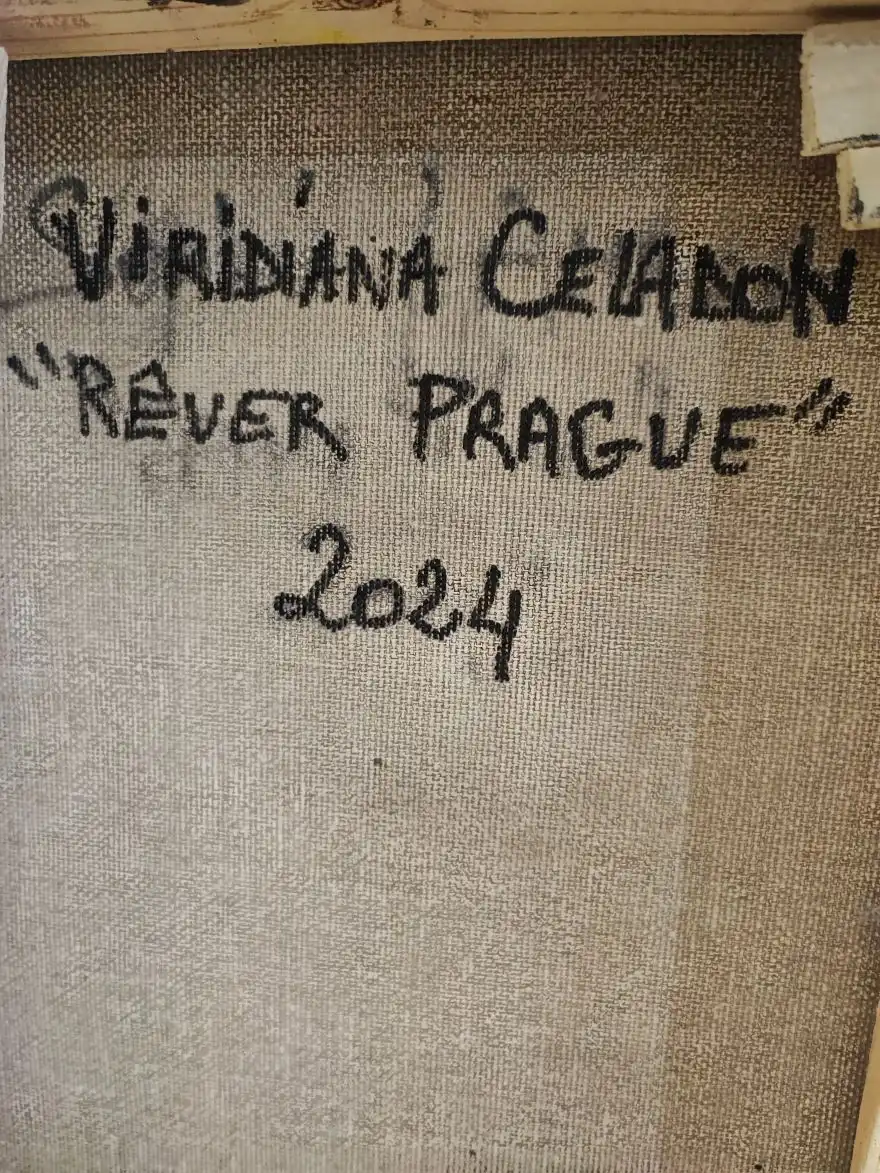 VIRIDIANA CELADON
"RÊVER PRAGUE"
2024